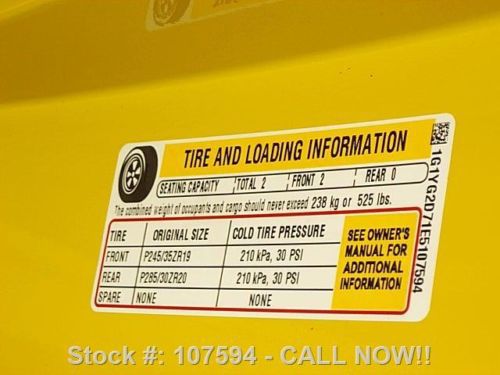 TIRE AND LOADING INFORMATION
SEATING CAPACITY TOTAL 2 FRONT 2 REAR 0
The combined weight of occupants and cargo should never exceed 238 kg or 525 lbs.
TIRE ORIGINAL SIZE COLD TIRE PRESSURE
FRONT P245/35ZR19 210 kPa, 30 PSI
REAR P285/30ZR20 210 kPa, 30 PSI
SPARE NONE NONE
SEE OWNER'S
MANUAL FOR
ADDITIONAL
INFORMATION
1G1YG2D71E5107594
Stock #: 107594 - CALL NOW!!